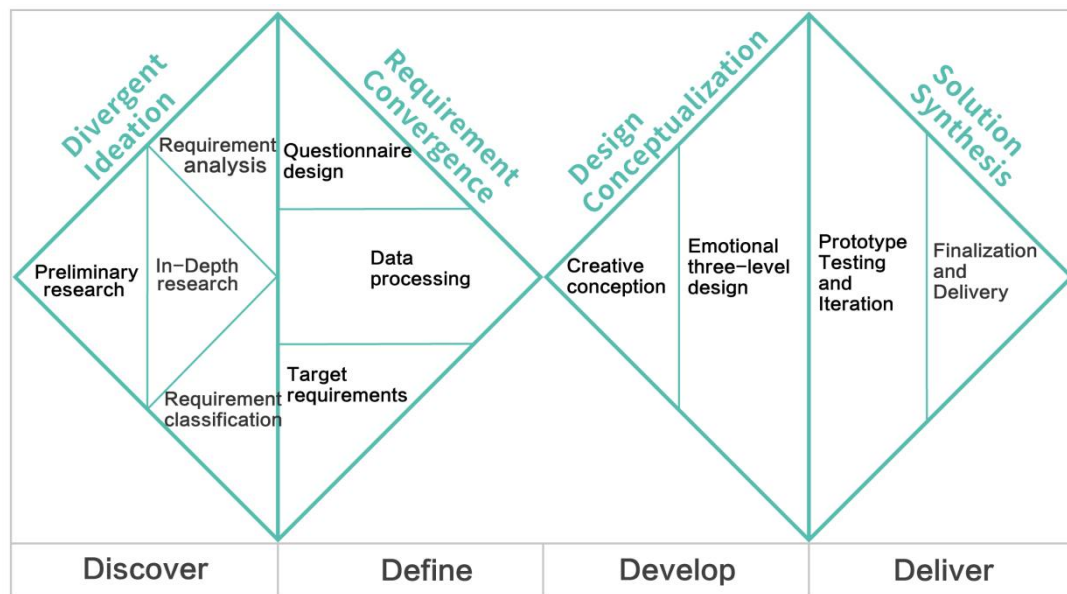 Divergent
Ideation
Requirement
Convergence
Design
Conceptualization
Solution
Synthesis
Requirement
analysis
Questionnaire
design
Preliminary
research
In-Depth
research
Data
processing
Requirement
classification
Target
requirements
Creative
conception
Emotional
three-level
design
Prototype
Testing
and
Iteration
Finalization
and
Delivery
Discover
Define
Develop
Deliver